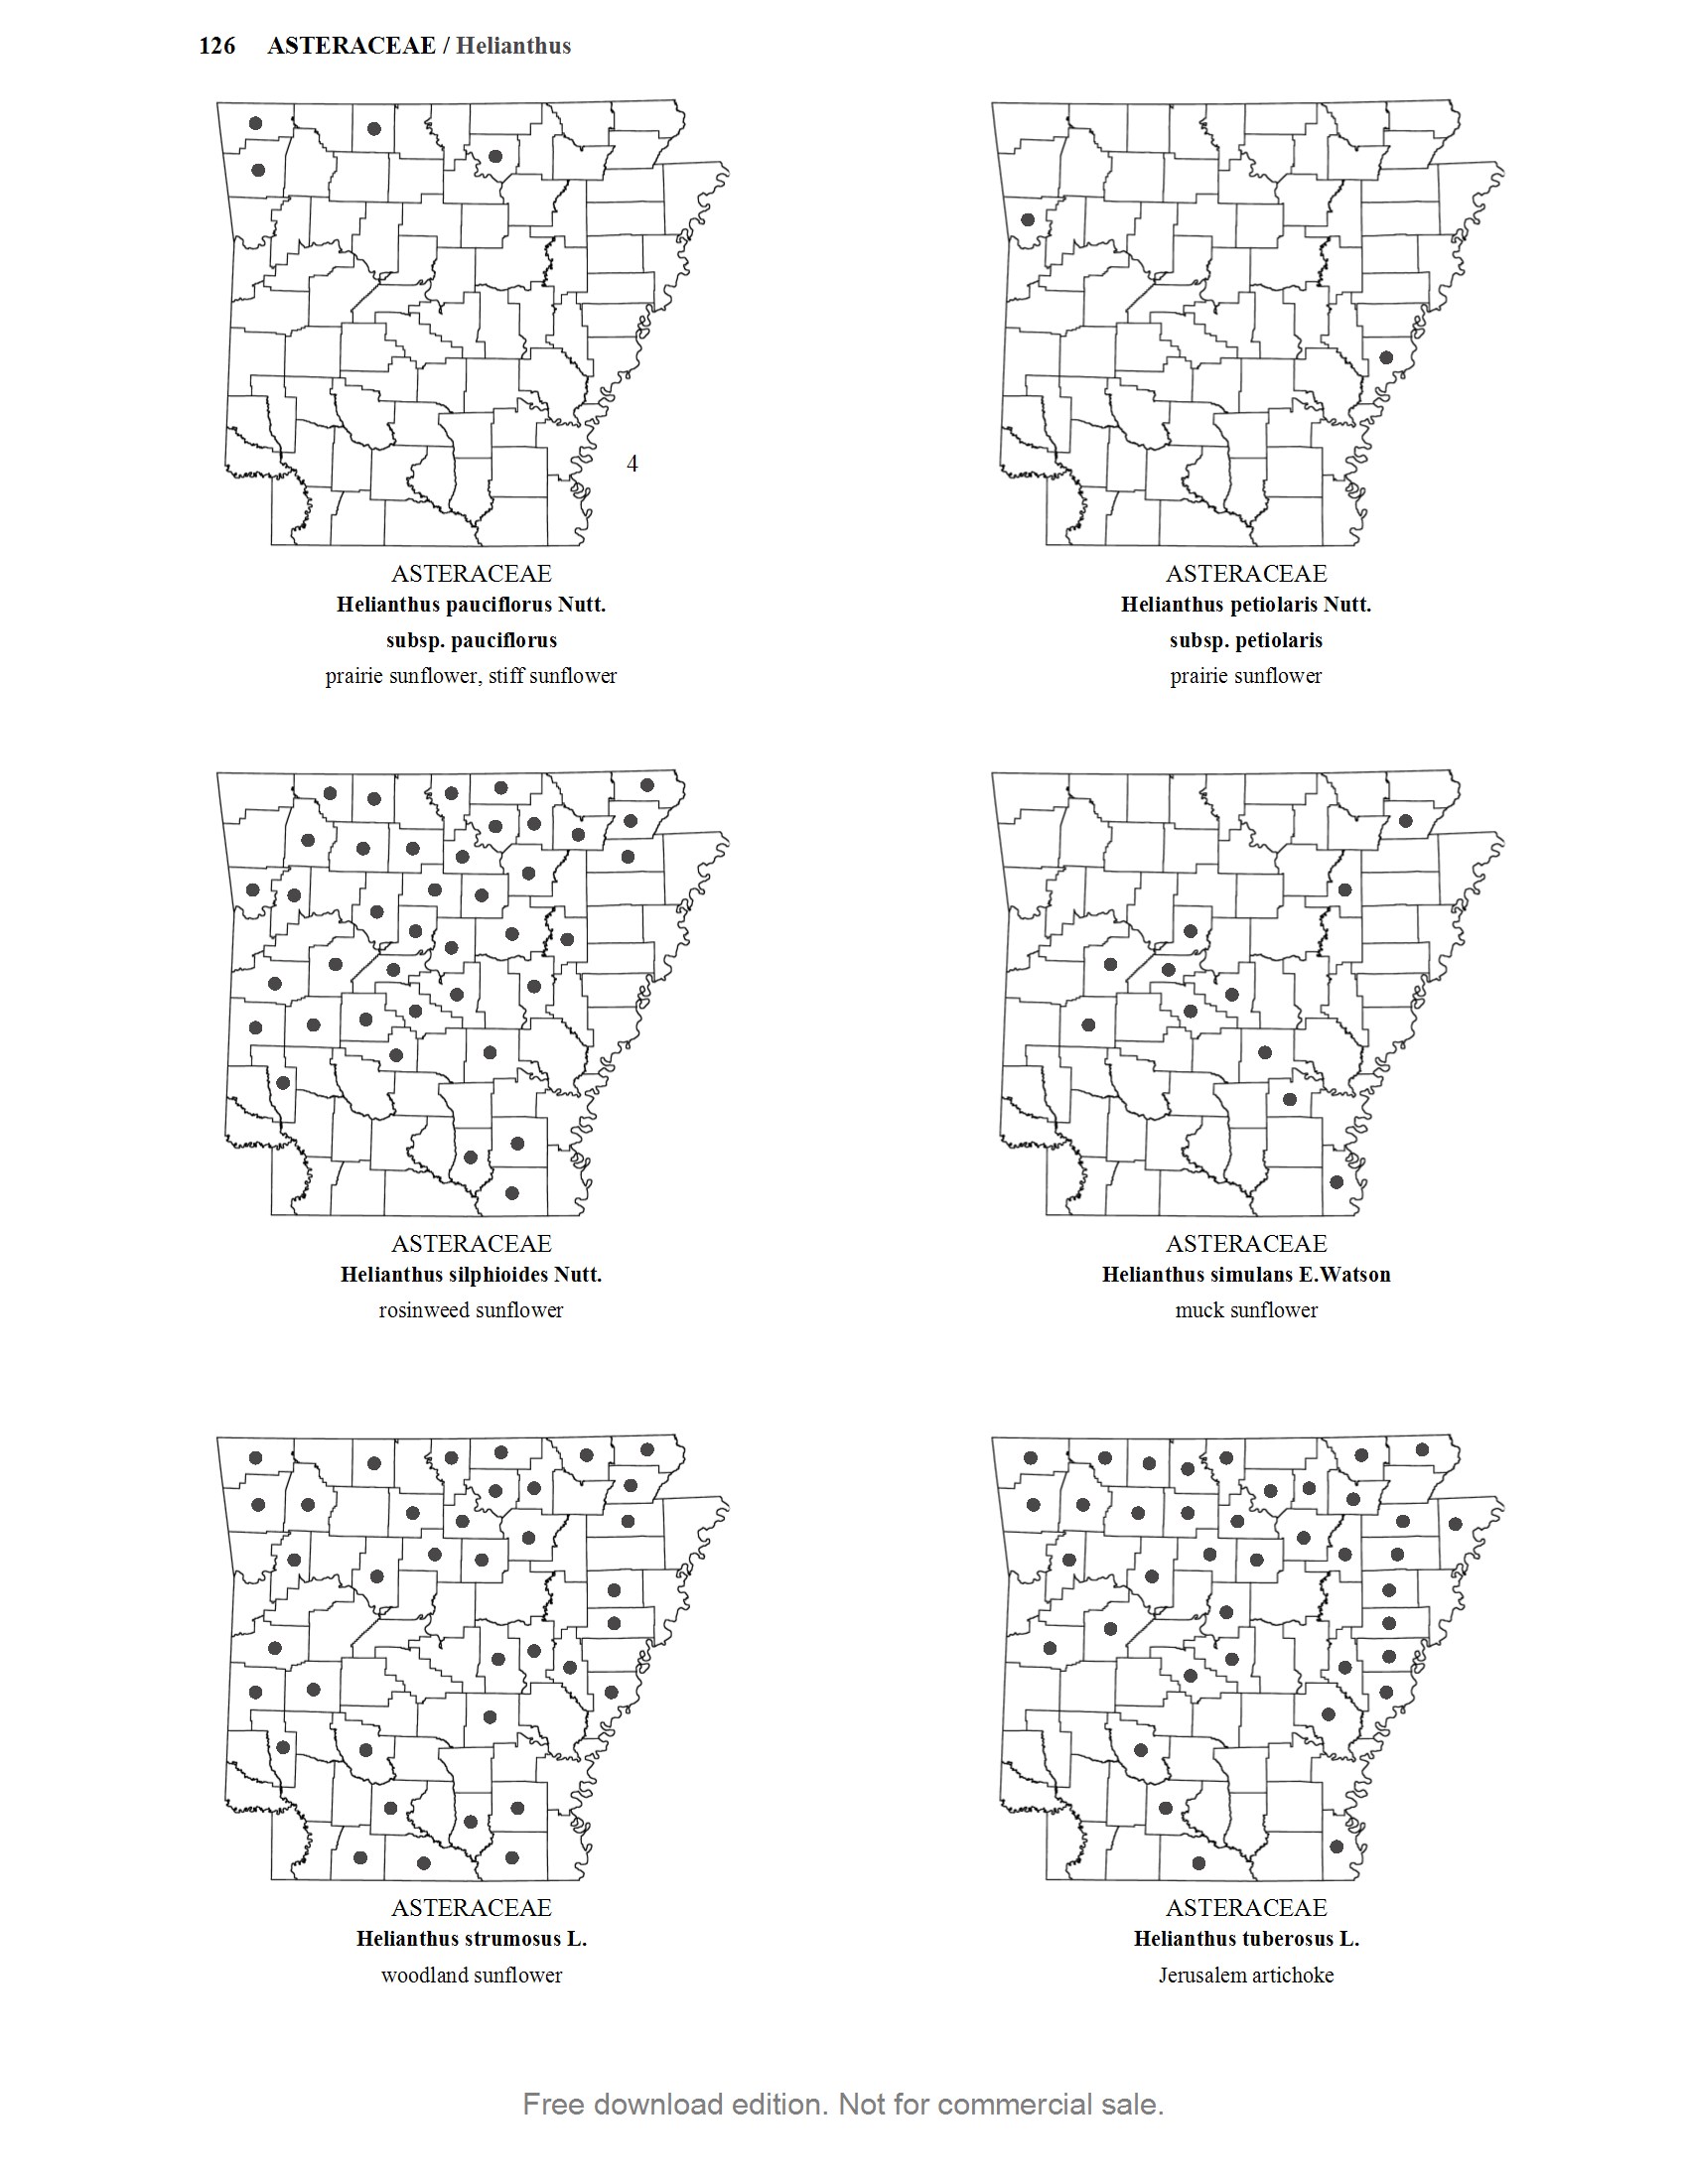 126 ASTERACEAE / Helianthus
4
ASTERACEAE
Helianthus pauciflorus Nutt.
subsp. pauciflorus
prairie sunflower, stiff sunflower
ASTERACEAE
Helianthus petiolaris Nutt.
subsp. petiolaris
prairie sunflower
ASTERACEAE
Helianthus silphioides Nutt.
rosinweed sunflower
ASTERACEAE
Helianthus simulans E.Watson
muck sunflower
ASTERACEAE
Helianthus strumosus L.
woodland sunflower
ASTERACEAE
Helianthus tuberosus L.
Jerusalem artichoke
Free download edition. Not for commercial sale.